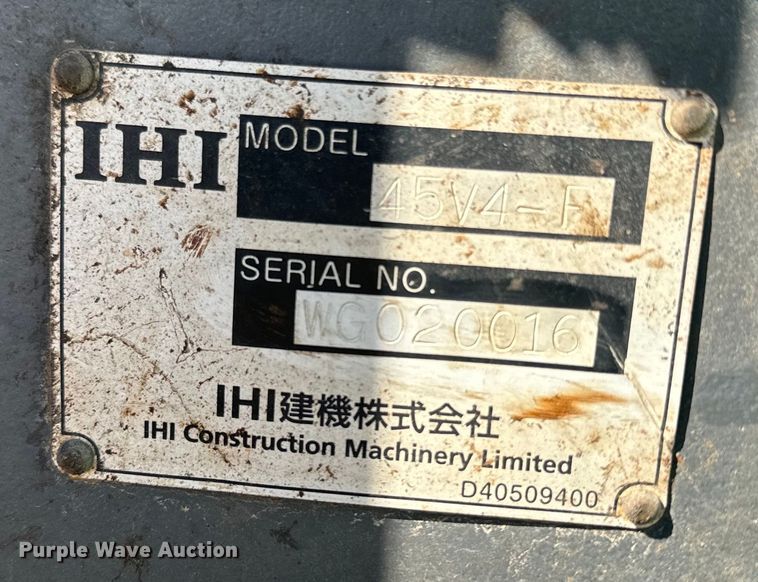 IHI
MODEL
45V4-F
SERIAL NO.
WG020016
IHI建機株式会社
IHI Construction Machinery Limited
D40509400
Purple Wave Auction